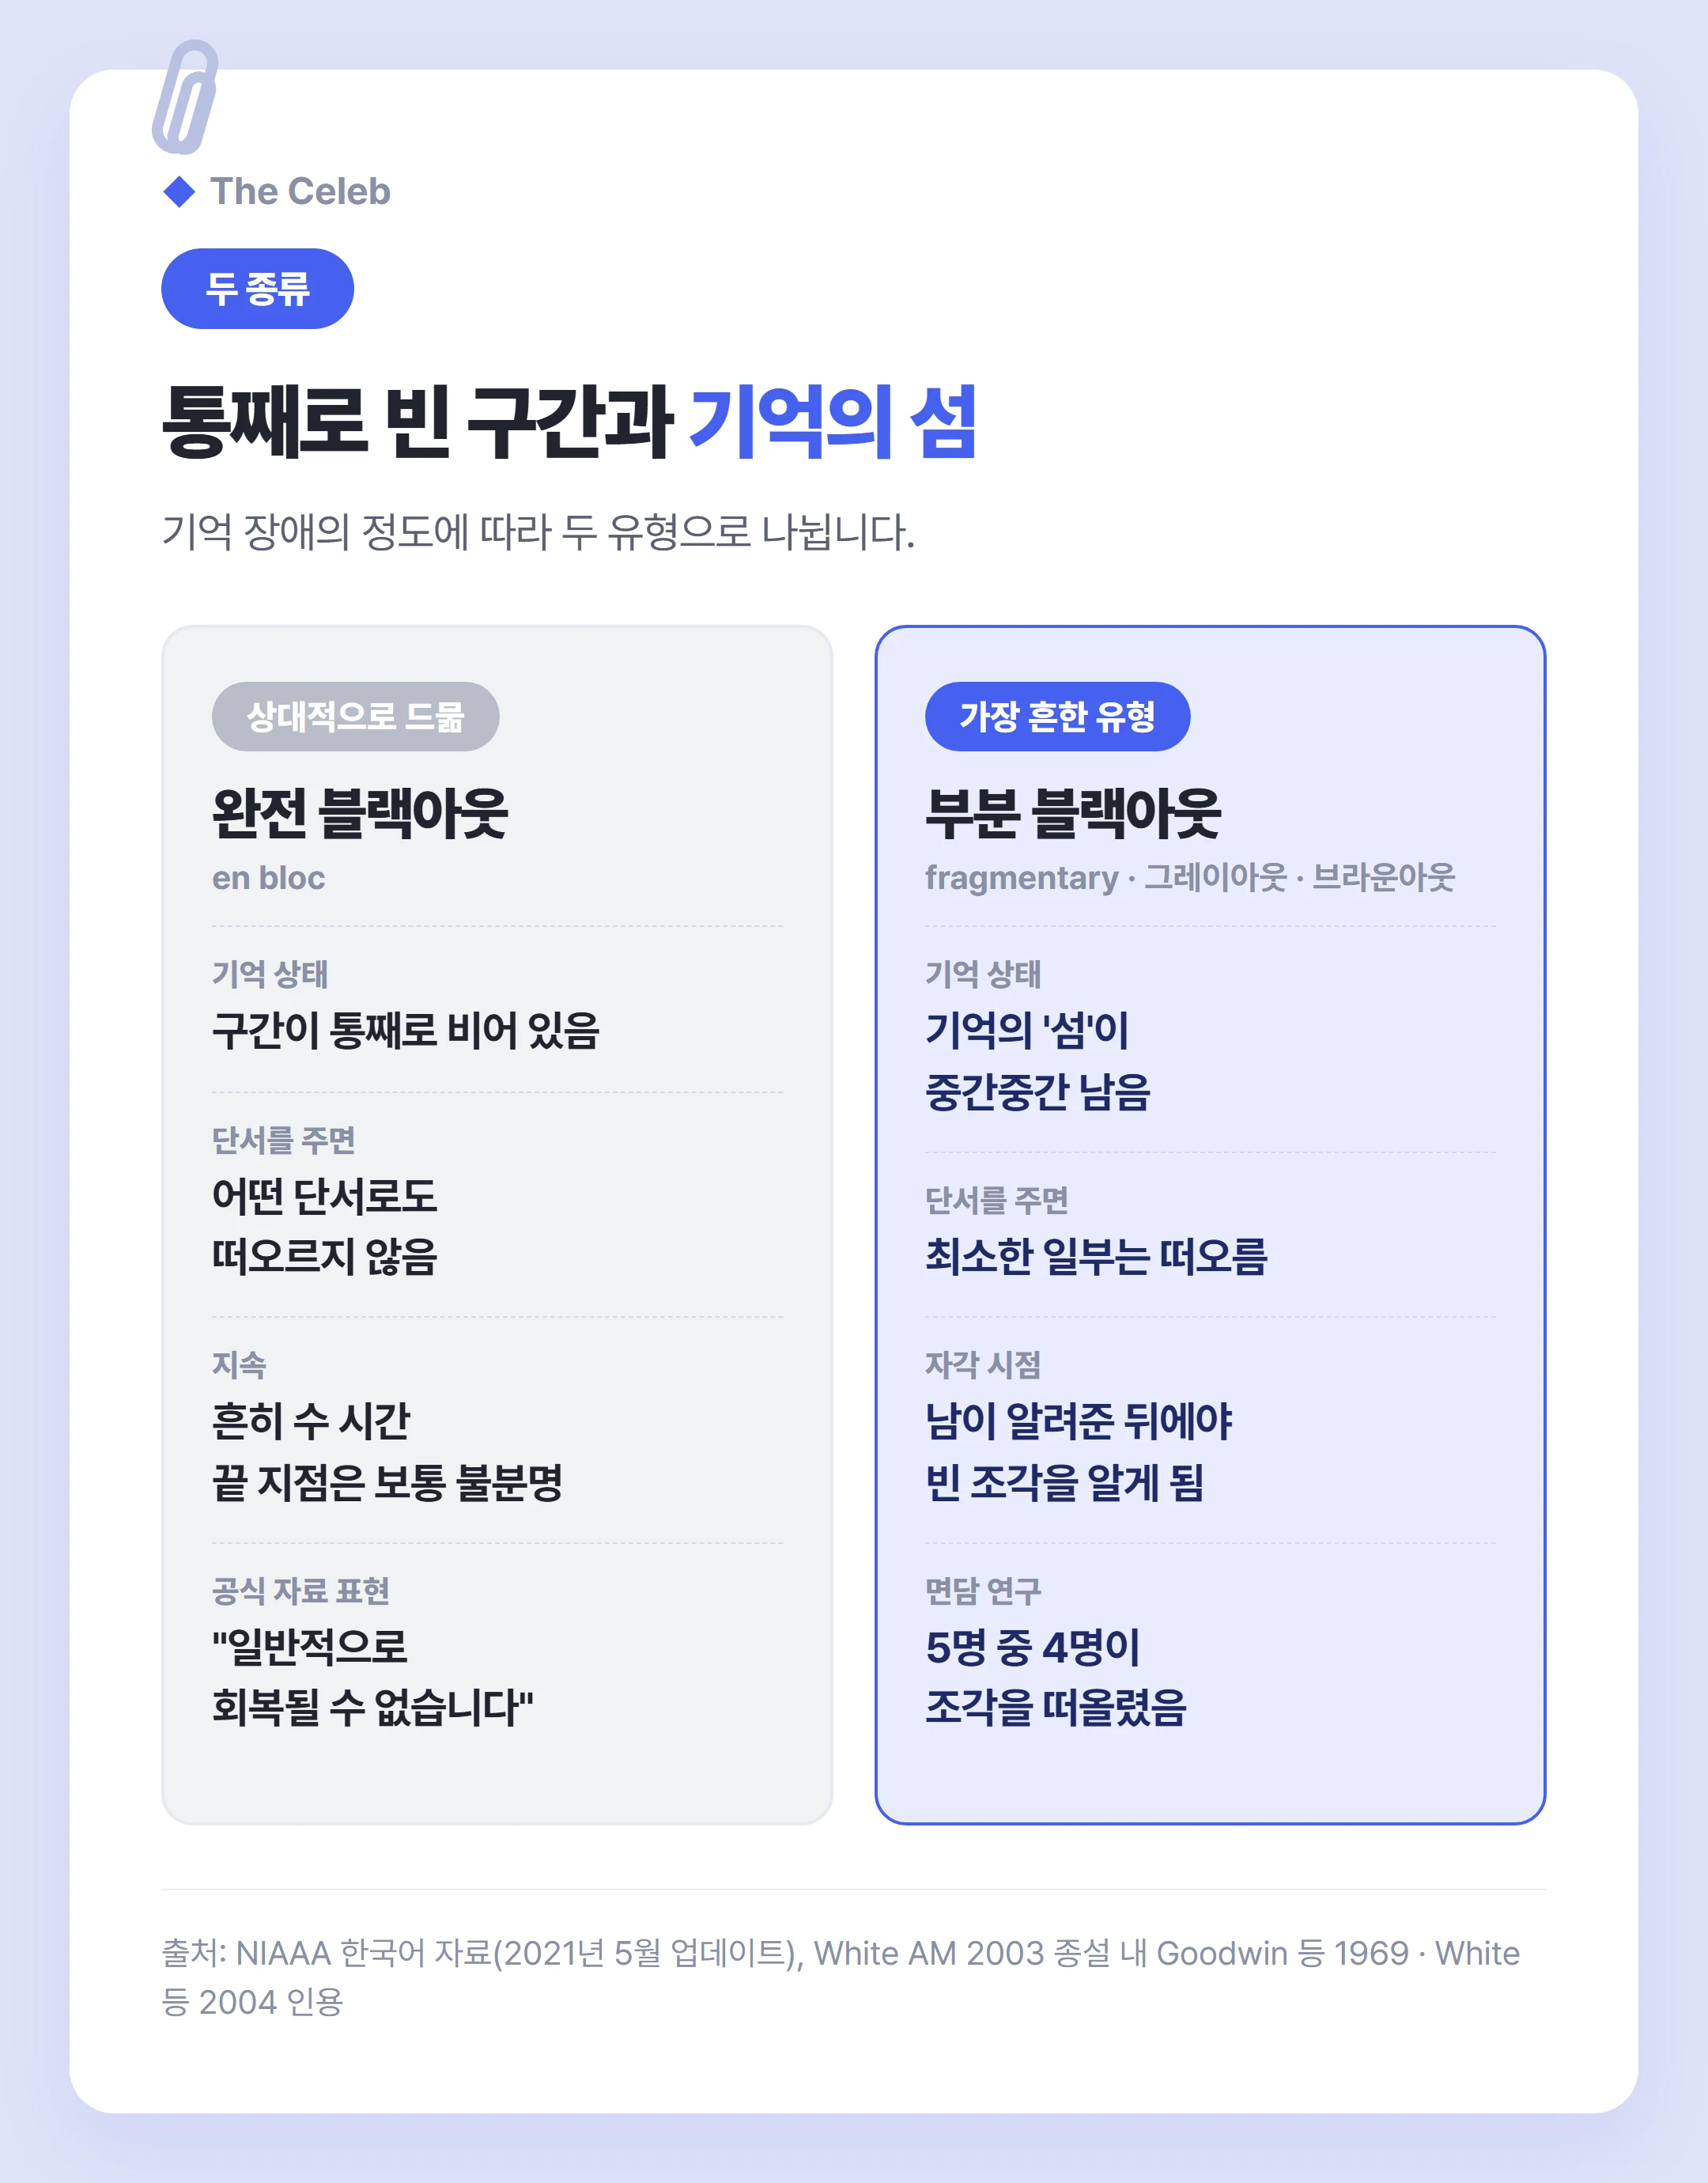 The Celeb
두 종류
통째로 빈 구간과 기억의 섬
기억 장애의 정도에 따라 두 유형으로 나뉩니다.
상대적으로 드묾
완전 블랙아웃
en bloc
기억 상태
구간이 통째로 비어 있음
단서를 주면
어떤 단서로도
떠오르지 않음
지속
흔히 수 시간
끝 지점은 보통 불분명
공식 자료 표현
"일반적으로
회복될 수 없습니다"
가장 흔한 유형
부분 블랙아웃
fragmentary · 그레이아웃 · 브라운아웃
기억 상태
기억의 '섬'이
중간중간 남음
단서를 주면
최소한 일부는 떠오름
자각 시점
남이 알려준 뒤에야
빈 조각을 알게 됨
면담 연구
5명 중 4명이
조각을 떠올렸음
출처: NIAAA 한국어 자료(2021년 5월 업데이트), White AM 2003 종설 내 Goodwin 등 1969 · White
등 2004 인용